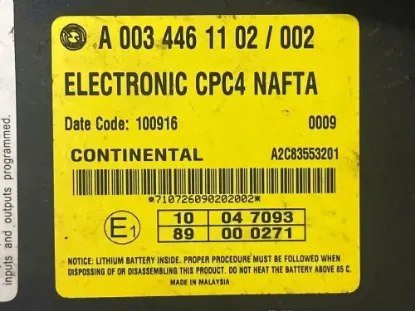 A 003 446 11 02 / 002
ELECTRONIC CPC4 NAFTA
Date Code: 100916 0009
CONTINENTAL A2C83553201
*710726090202002*
E1 10 04 7093
89 00 0271
NOTICE: LITHIUM BATTERY INSIDE. PROPER PROCEDURE MUST BE FOLLOWED WHEN
DISPOSSING OF OR DISASSEMBLING THIS PRODUCT. DO NOT HEAT THE BATTERY ABOVE 85 C.
MADE IN MALAYSIA
inputs and outputs programmed.